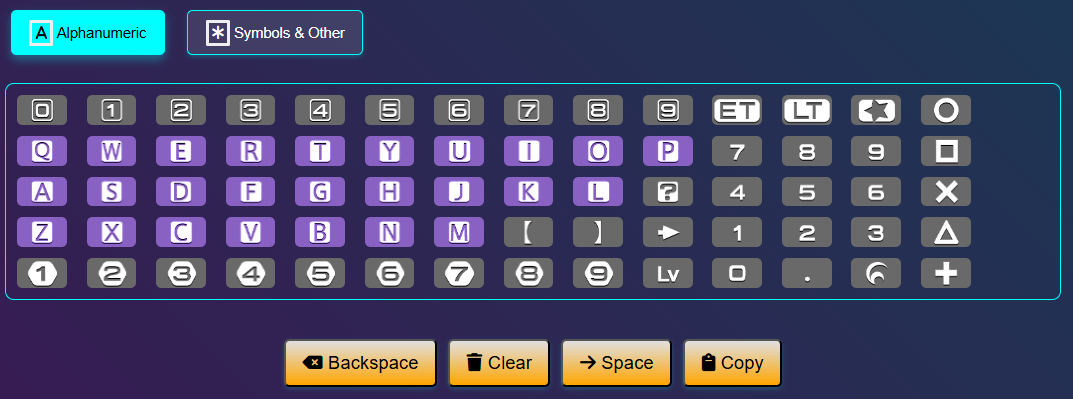 A Alphanumeric * Symbols & Other
0 1 2 3 4 5 6 7 8 9 ET LT
Q W E R T Y U I O P 7 8 9
A S D F G H J K L ? 4 5 6
Z X C V B N M 【 】 1 2 3
1 2 3 4 5 6 7 8 9 Lv 0 .
Backspace Clear Space Copy